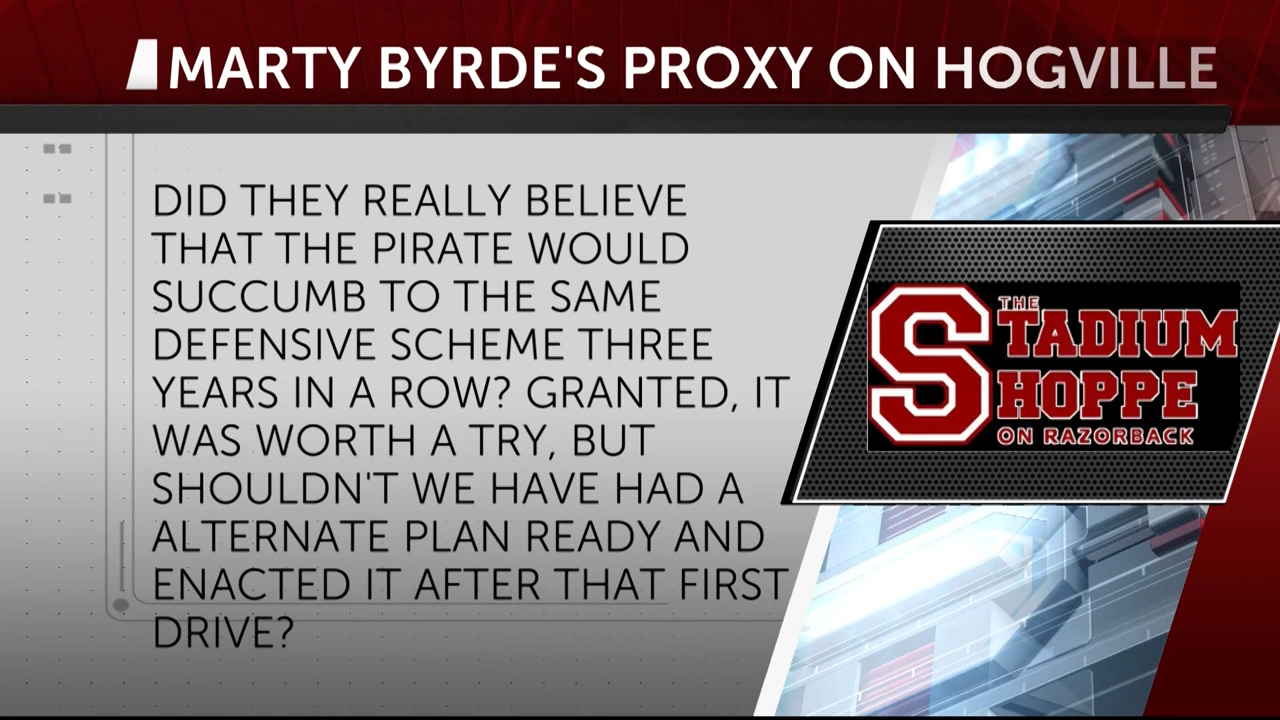 MARTY BYRDE'S PROXY ON HOGVILLE
DID THEY REALLY BELIEVE
THAT THE PIRATE WOULD
SUCCUMB TO THE SAME
DEFENSIVE SCHEME THREE
YEARS IN A ROW? GRANTED, IT
WAS WORTH A TRY, BUT
SHOULDN'T WE HAVE HAD A
ALTERNATE PLAN READY AND
ENACTED IT AFTER THAT FIRST
DRIVE?
THE
STADIUM
SHOPPE
ON RAZORBACK